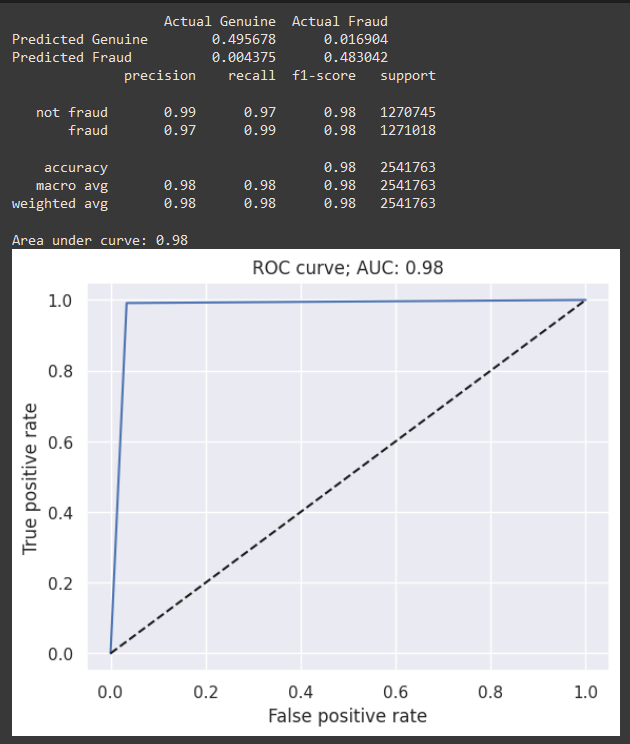 Actual Genuine Actual Fraud
Predicted Genuine 0.495678 0.016904
Predicted Fraud 0.004375 0.483042
precision recall f1-score support
not fraud 0.99 0.97 0.98 1270745
fraud 0.97 0.99 0.98 1271018
accuracy 0.98 2541763
macro avg 0.98 0.98 0.98 2541763
weighted avg 0.98 0.98 0.98 2541763
Area under curve: 0.98
ROC curve; AUC: 0.98
1.0
0.8
0.6
0.4
0.2
0.0
True positive rate
0.0 0.2 0.4 0.6 0.8 1.0
False positive rate